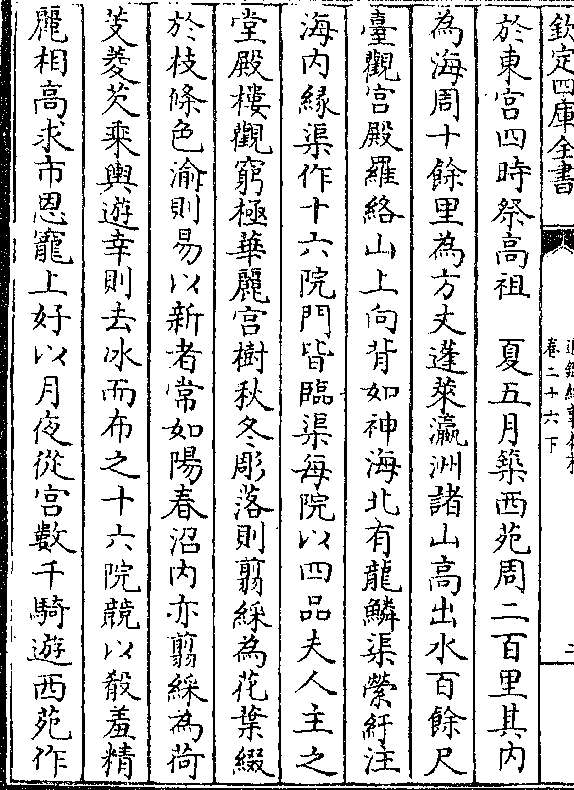 欽定四庫全書
卷二十六下
於東宮四時祭高祖　夏五月築西苑周二百里其内
為海周十餘里為方丈蓬萊瀛洲諸山高出水百餘尺
臺觀宫殿羅絡山上向背如神海北有龍鱗渠縈紆注
海内緣渠作十六院門皆臨渠每院以四品夫人主之
堂殿樓觀窮極華麗宫樹秋冬彫落則翦綵為花葉綴
於枝條色渝則易以新者常如陽春沼内亦翦綵為荷
芰菱芡乘輿遊幸則去冰而布之十六院競以殽羞精
麗相高求市恩寵上好以月夜從宫數千騎遊西苑作